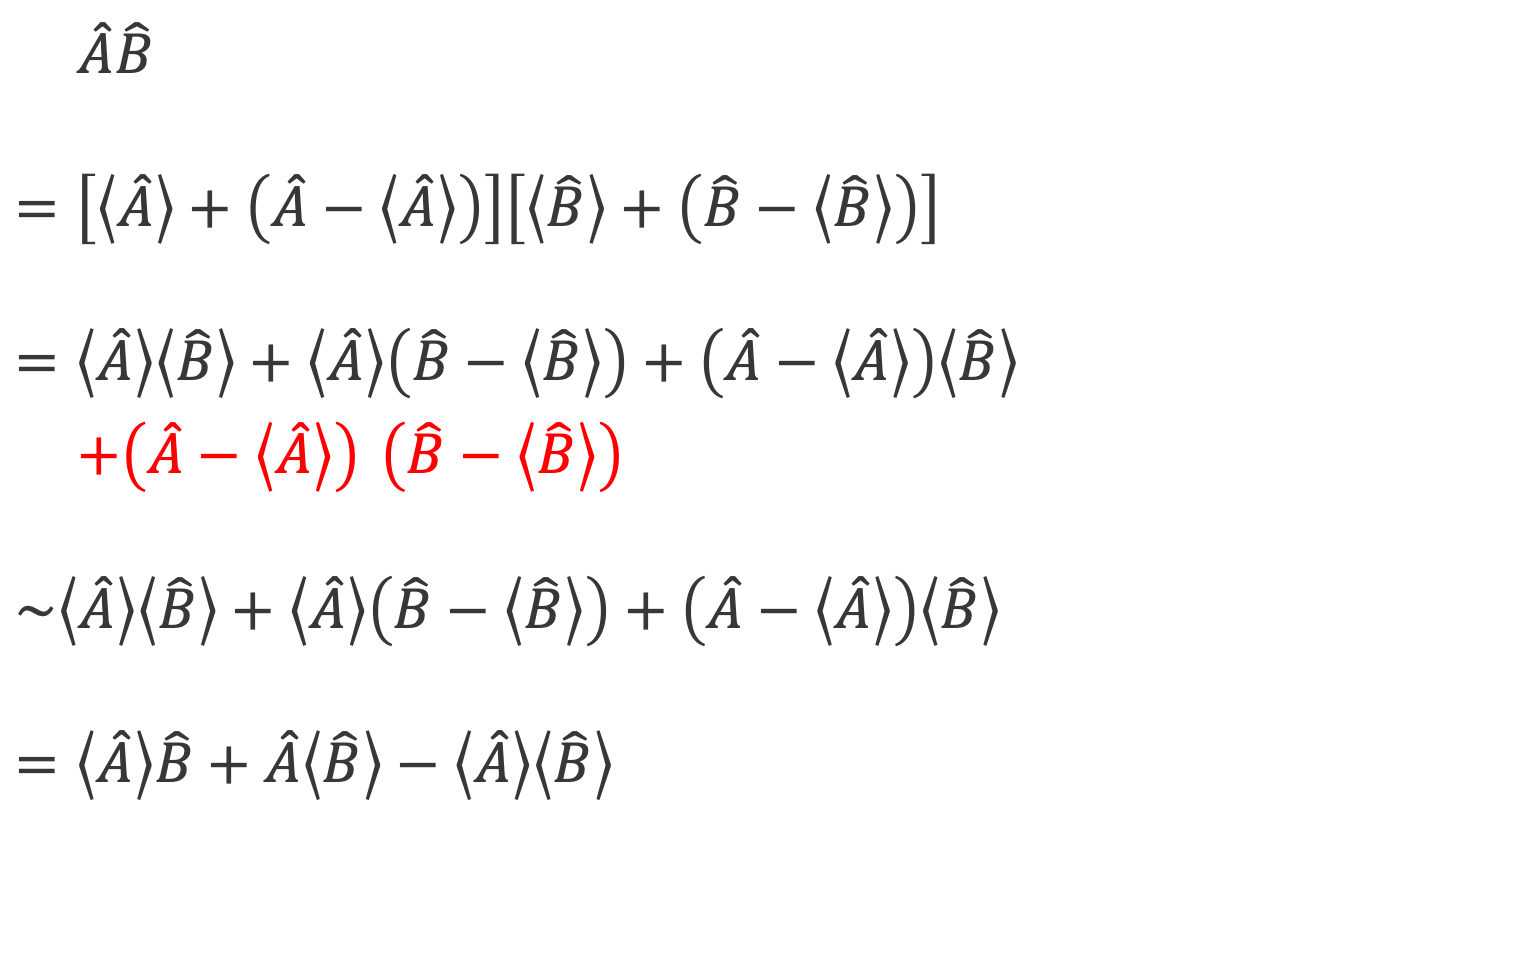 ÂB̂
= [⟨Â⟩ + (Â − ⟨Â⟩)][⟨B̂⟩ + (B̂ − ⟨B̂⟩)]
= ⟨Â⟩⟨B̂⟩ + ⟨Â⟩(B̂ − ⟨B̂⟩) + (Â − ⟨Â⟩)⟨B̂⟩
+(Â − ⟨Â⟩) (B̂ − ⟨B̂⟩)
~⟨Â⟩⟨B̂⟩ + ⟨Â⟩(B̂ − ⟨B̂⟩) + (Â − ⟨Â⟩)⟨B̂⟩
= ⟨Â⟩B̂ + Â⟨B̂⟩ − ⟨Â⟩⟨B̂⟩